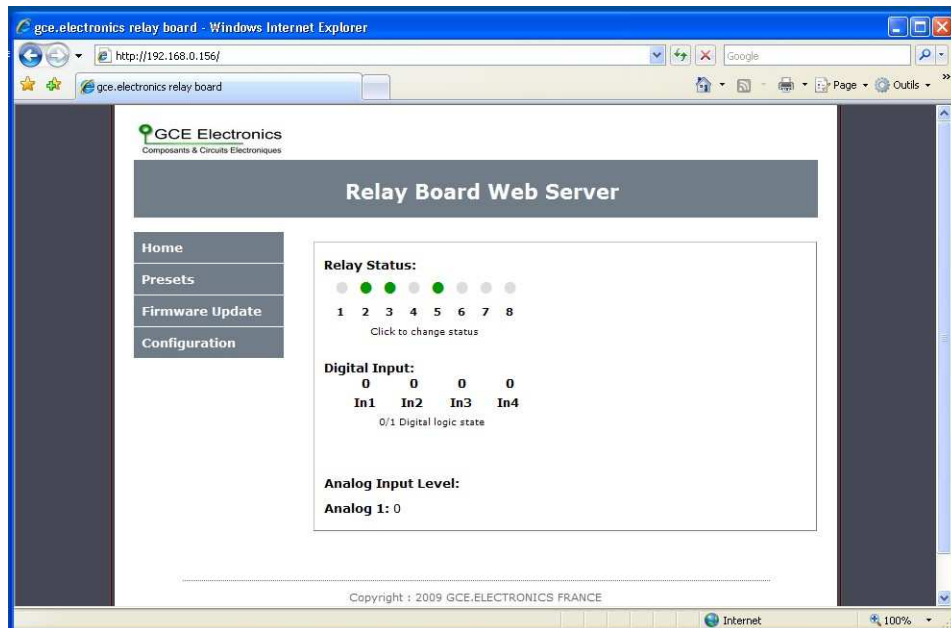 gce.electronics relay board - Windows Internet Explorer
http://192.168.0.156/
Google
gce.electronics relay board
Page
Outils
»
GCE Electronics
Composants & Circuits Electroniques
Relay Board Web Server
Home
Presets
Firmware Update
Configuration
Relay Status:
1 2 3 4 5 6 7 8
Click to change status
Digital Input:
0 0 0 0
In1 In2 In3 In4
0/1 Digital logic state
Analog Input Level:
Analog 1: 0
Copyright : 2009 GCE.ELECTRONICS FRANCE
Internet
100%